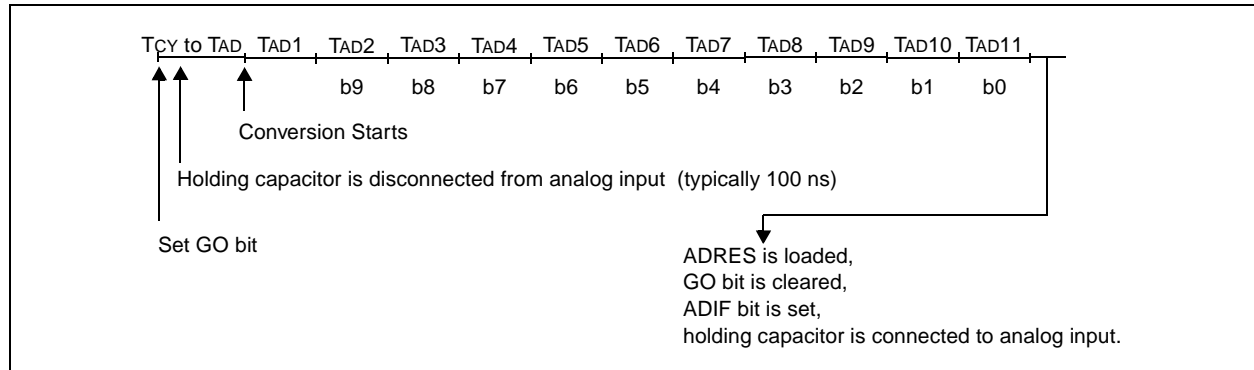 TCY to TAD TAD1 TAD2 TAD3 TAD4 TAD5 TAD6 TAD7 TAD8 TAD9 TAD10 TAD11
b9 b8 b7 b6 b5 b4 b3 b2 b1 b0
Conversion Starts
Holding capacitor is disconnected from analog input (typically 100 ns)
Set GO bit
ADRES is loaded,
GO bit is cleared,
ADIF bit is set,
holding capacitor is connected to analog input.